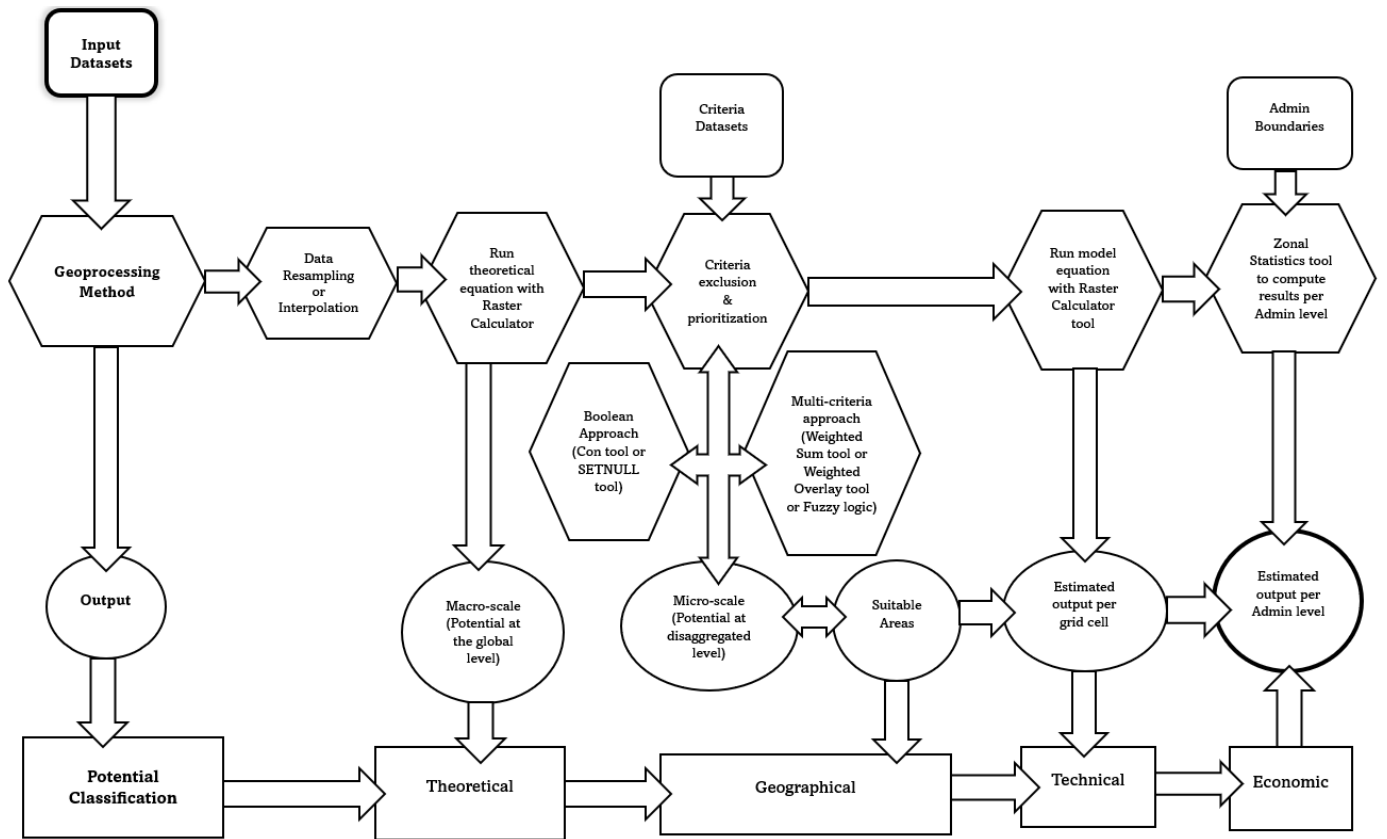 Input
Datasets
Criteria
Datasets
Admin
Boundaries
Geoprocessing
Method
Data
Resampling
or
Interpolation
Run
theoretical
equation with
Raster
Calculator
Criteria
exclusion
&
prioritization
Run model
equation with
Raster
Calculator
tool
Zonal
Statistics tool
to compute
results per
Admin level
Boolean
Approach
(Con tool or
SETNULL
tool)
Multi-criteria
approach
(Weighted
Sum tool or
Weighted
Overlay tool
or Fuzzy logic)
Output
Macro-scale
(Potential at
the global
level)
Micro-scale
(Potential at
disaggregated
level)
Suitable
Areas
Estimated
output per
grid cell
Estimated
output per
Admin level
Potential
Classification
Theoretical
Geographical
Technical
Economic